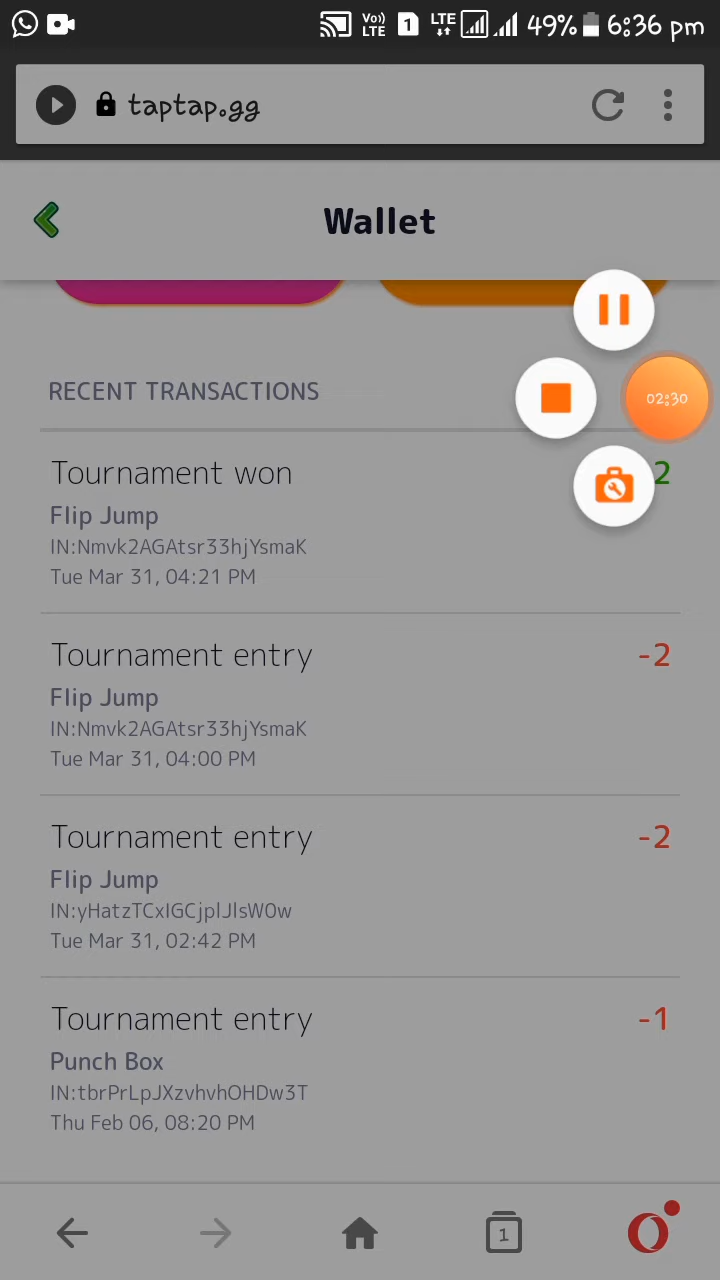 Vo) LTE 1 LTE 49% 6:36 pm
taptap.gg
Wallet
RECENT TRANSACTIONS
02:30
Tournament won 2
Flip Jump
IN:Nmvk2AGAtsr33hjYsmaK
Tue Mar 31, 04:21 PM
Tournament entry -2
Flip Jump
IN:Nmvk2AGAtsr33hjYsmaK
Tue Mar 31, 04:00 PM
Tournament entry -2
Flip Jump
IN:yHatzTCxIGCjplJlsW0w
Tue Mar 31, 02:42 PM
Tournament entry -1
Punch Box
IN:tbrPrLpJXzvhvhOHDw3T
Thu Feb 06, 08:20 PM
1